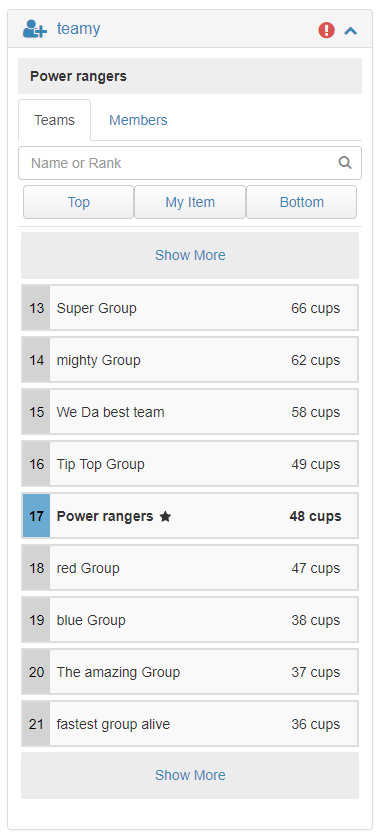 teamy
Power rangers
Teams Members
Name or Rank
Top My Item Bottom
Show More
13 Super Group 66 cups
14 mighty Group 62 cups
15 We Da best team 58 cups
16 Tip Top Group 49 cups
17 Power rangers 48 cups
18 red Group 47 cups
19 blue Group 38 cups
20 The amazing Group 37 cups
21 fastest group alive 36 cups
Show More